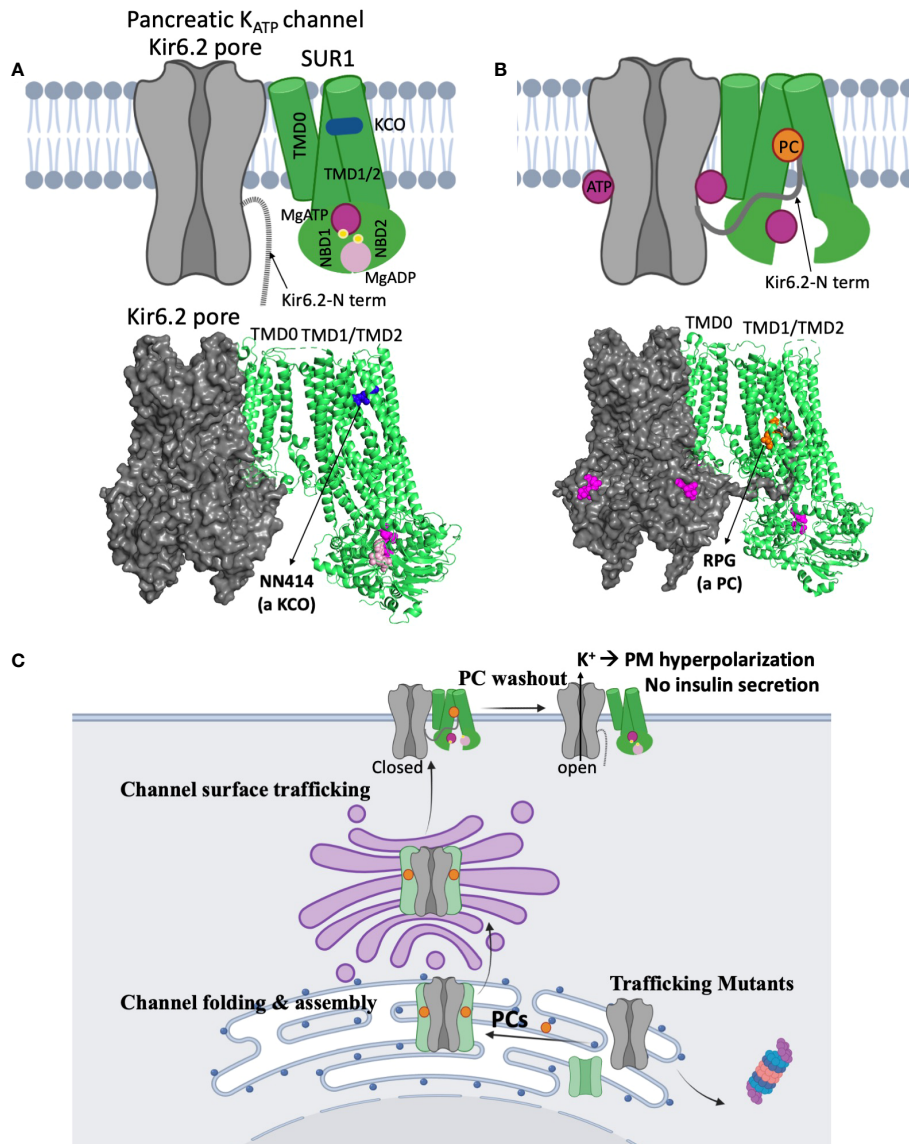 Pancreatic KATP channel
Kir6.2 pore
SUR1
A
TMD0
KCO
TMD1/2
MgATP
NBD1
NBD2
MgADP
Kir6.2-N term
Kir6.2 pore
TMD0
TMD1/TMD2
NN414
(a KCO)
B
PC
ATP
Kir6.2-N term
TMD0
TMD1/TMD2
RPG
(a PC)
C
K+ → PM hyperpolarization
No insulin secretion
PC washout
Closed
open
Channel surface trafficking
Channel folding & assembly
PCs
Trafficking Mutants